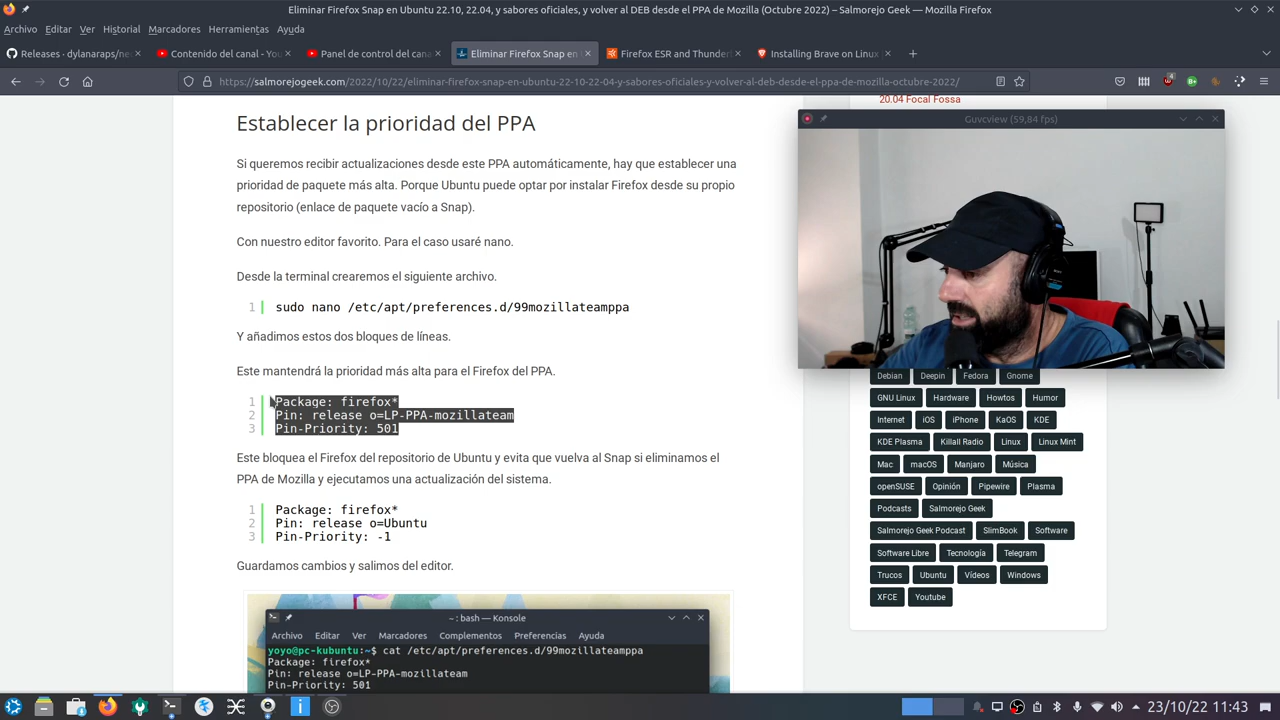 Eliminar Firefox Snap en Ubuntu 22.10, 22.04, y sabores oficiales, y volver al DEB desde el PPA de Mozilla (Octubre 2022) – Salmorejo Geek — Mozilla Firefox
Archivo Editar Ver Historial Marcadores Herramientas Ayuda
Releases · dylanaraps/ne
Contenido del canal - Yo
Panel de control del cana
Eliminar Firefox Snap en
Firefox ESR and Thunder
Installing Brave on Linux
https://salmorejogeek.com/2022/10/22/eliminar-firefox-snap-en-ubuntu-22-10-22-04-y-sabores-oficiales-y-volver-al-deb-desde-el-ppa-de-mozilla-octubre-2022/
20.04 Focal Fossa
Establecer la prioridad del PPA
Si queremos recibir actualizaciones desde este PPA automáticamente, hay que establecer una
prioridad de paquete más alta. Porque Ubuntu puede optar por instalar Firefox desde su propio
repositorio (enlace de paquete vacío a Snap).
Con nuestro editor favorito. Para el caso usaré nano.
Desde la terminal crearemos el siguiente archivo.
1 sudo nano /etc/apt/preferences.d/99mozillateamppa
Y añadimos estos dos bloques de líneas.
Este mantendrá la prioridad más alta para el Firefox del PPA.
1 Package: firefox*
2 Pin: release o=LP-PPA-mozillateam
3 Pin-Priority: 501
Este bloquea el Firefox del repositorio de Ubuntu y evita que vuelva al Snap si eliminamos el
PPA de Mozilla y ejecutamos una actualización del sistema.
1 Package: firefox*
2 Pin: release o=Ubuntu
3 Pin-Priority: -1
Guardamos cambios y salimos del editor.
~ : bash — Konsole
Archivo Editar Ver Marcadores Complementos Preferencias Ayuda
yoyo@pc-kubuntu:~$ cat /etc/apt/preferences.d/99mozillateamppa
Package: firefox*
Pin: release o=LP-PPA-mozillateam
Pin-Priority: 501
Guvcview (59,84 fps)
Debian Deepin Fedora Gnome
GNU Linux Hardware Howtos Humor
Internet iOS iPhone KaOS KDE
KDE Plasma Killall Radio Linux Linux Mint
Mac macOS Manjaro Música
openSUSE Opinión Pipewire Plasma
Podcasts Salmorejo Geek
Salmorejo Geek Podcast SlimBook Software
Software Libre Tecnología Telegram
Trucos Ubuntu Vídeos Windows
XFCE Youtube
23/10/22 11:43